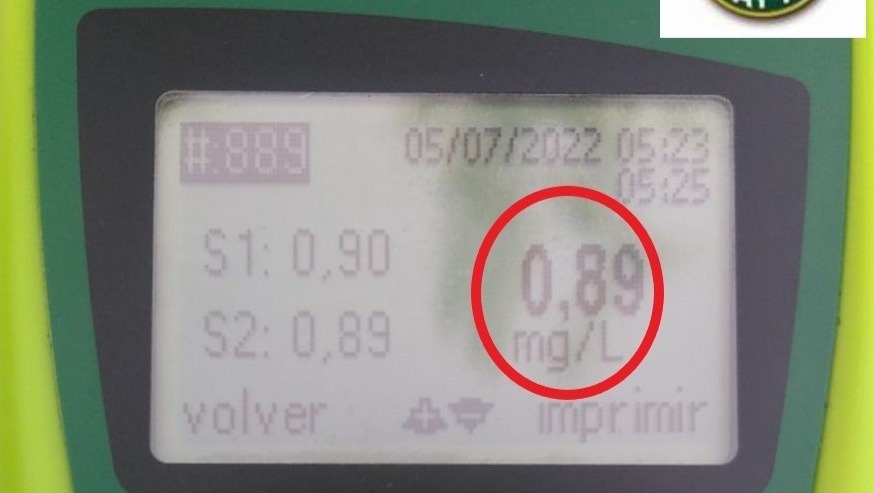 #:889 05/07/2022 05:23
05:25
S1: 0,90
0,89
S2: 0,89
mg/L
volver imprimir